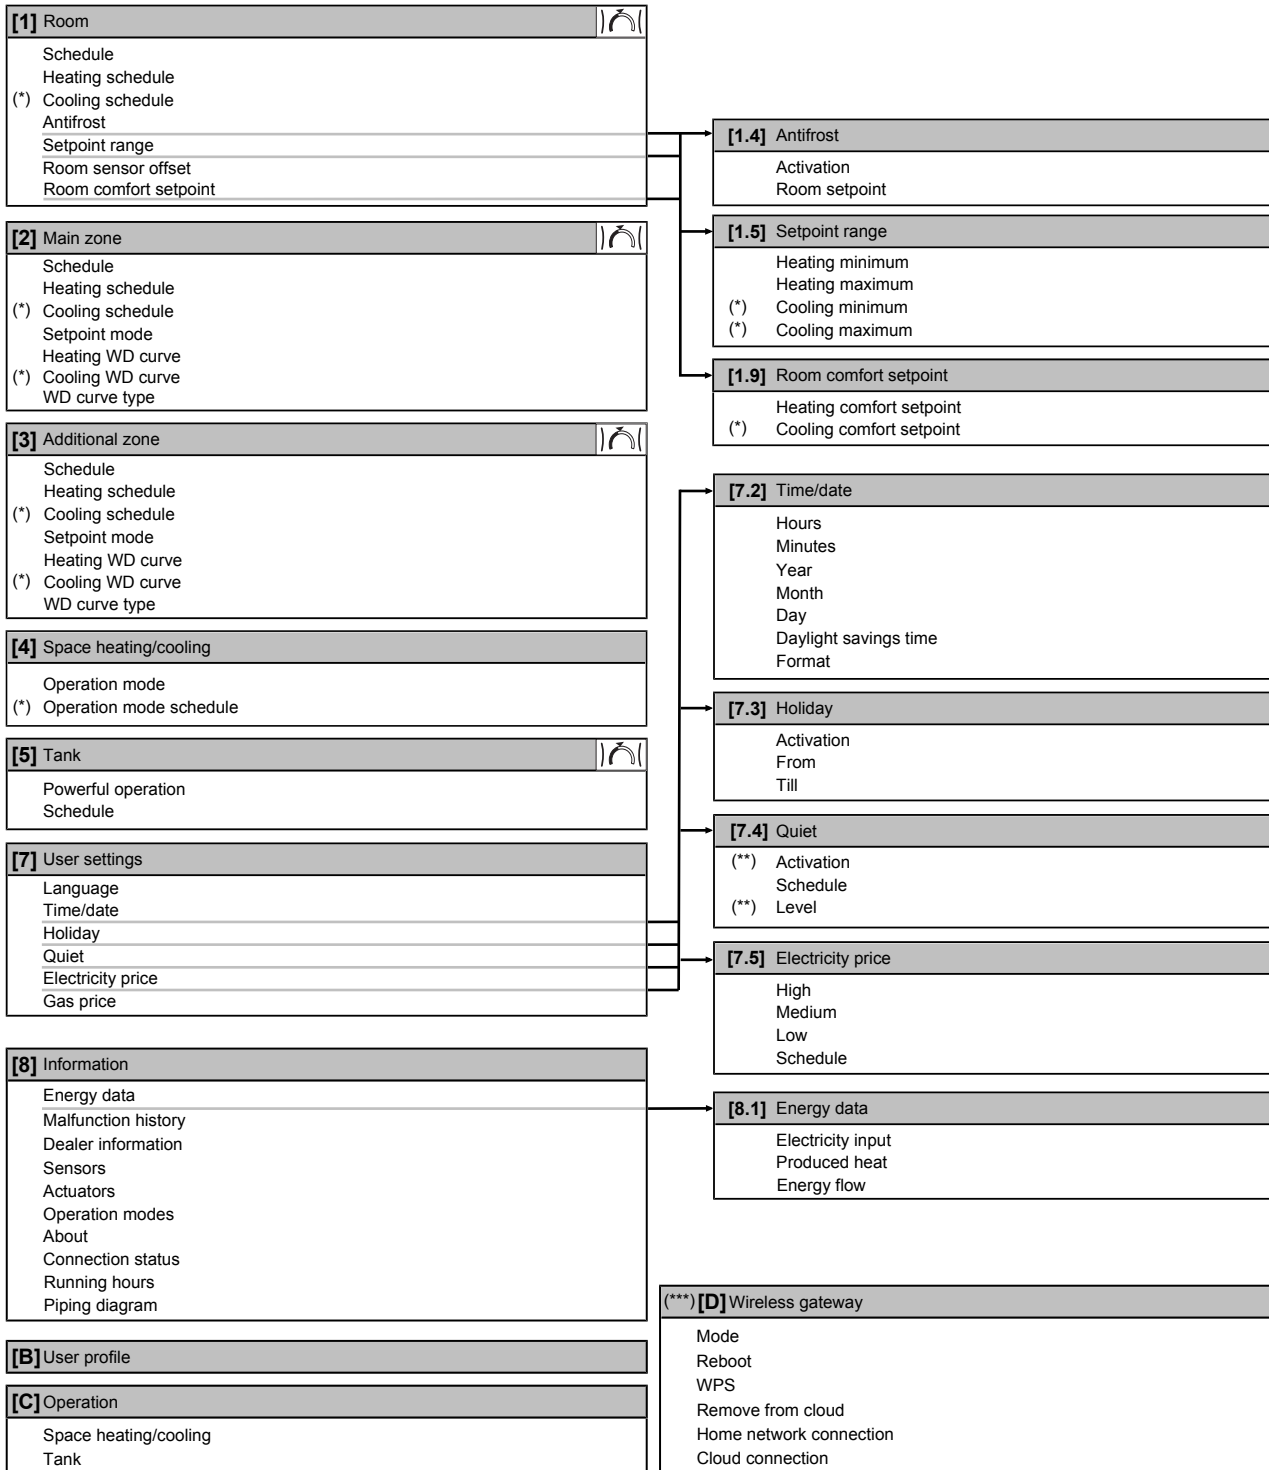 [1] Room
Schedule
Heating schedule
(*) Cooling schedule
Antifrost
Setpoint range
Room sensor offset
Room comfort setpoint
[2] Main zone
Schedule
Heating schedule
(*) Cooling schedule
Setpoint mode
Heating WD curve
(*) Cooling WD curve
WD curve type
[3] Additional zone
Schedule
Heating schedule
(*) Cooling schedule
Setpoint mode
Heating WD curve
(*) Cooling WD curve
WD curve type
[4] Space heating/cooling
Operation mode
(*) Operation mode schedule
[5] Tank
Powerful operation
Schedule
[7] User settings
Language
Time/date
Holiday
Quiet
Electricity price
Gas price
[8] Information
Energy data
Malfunction history
Dealer information
Sensors
Actuators
Operation modes
About
Connection status
Running hours
Piping diagram
[B] User profile
[C] Operation
Space heating/cooling
Tank
[1.4] Antifrost
Activation
Room setpoint
[1.5] Setpoint range
Heating minimum
Heating maximum
(*) Cooling minimum
(*) Cooling maximum
[1.9] Room comfort setpoint
Heating comfort setpoint
(*) Cooling comfort setpoint
[7.2] Time/date
Hours
Minutes
Year
Month
Day
Daylight savings time
Format
[7.3] Holiday
Activation
From
Till
[7.4] Quiet
(**) Activation
Schedule
(**) Level
[7.5] Electricity price
High
Medium
Low
Schedule
[8.1] Energy data
Electricity input
Produced heat
Energy flow
(***) [D] Wireless gateway
Mode
Reboot
WPS
Remove from cloud
Home network connection
Cloud connection